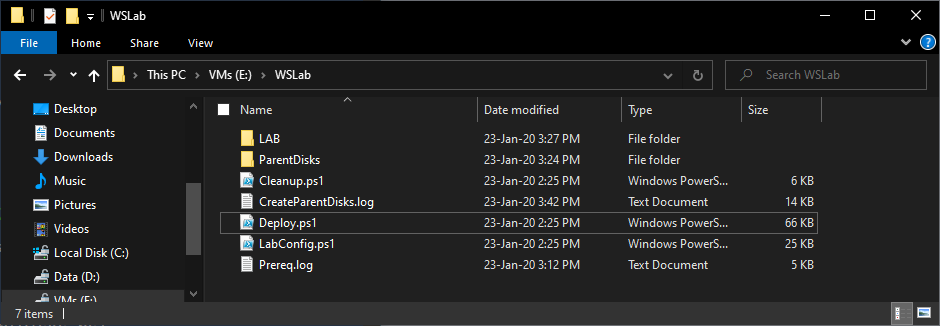 WSLab
File Home Share View
This PC VMs (E:) WSLab Search WSLab
Name Date modified Type Size
Desktop
Documents
Downloads
Music
Pictures
Videos
Local Disk (C:)
Data (D:)
VMs (E:)
LAB 23-Jan-20 3:27 PM File folder
ParentDisks 23-Jan-20 3:24 PM File folder
Cleanup.ps1 23-Jan-20 2:25 PM Windows PowerS... 6 KB
CreateParentDisks.log 23-Jan-20 3:42 PM Text Document 14 KB
Deploy.ps1 23-Jan-20 2:25 PM Windows PowerS... 66 KB
LabConfig.ps1 23-Jan-20 2:25 PM Windows PowerS... 25 KB
Prereq.log 23-Jan-20 3:12 PM Text Document 5 KB
7 items